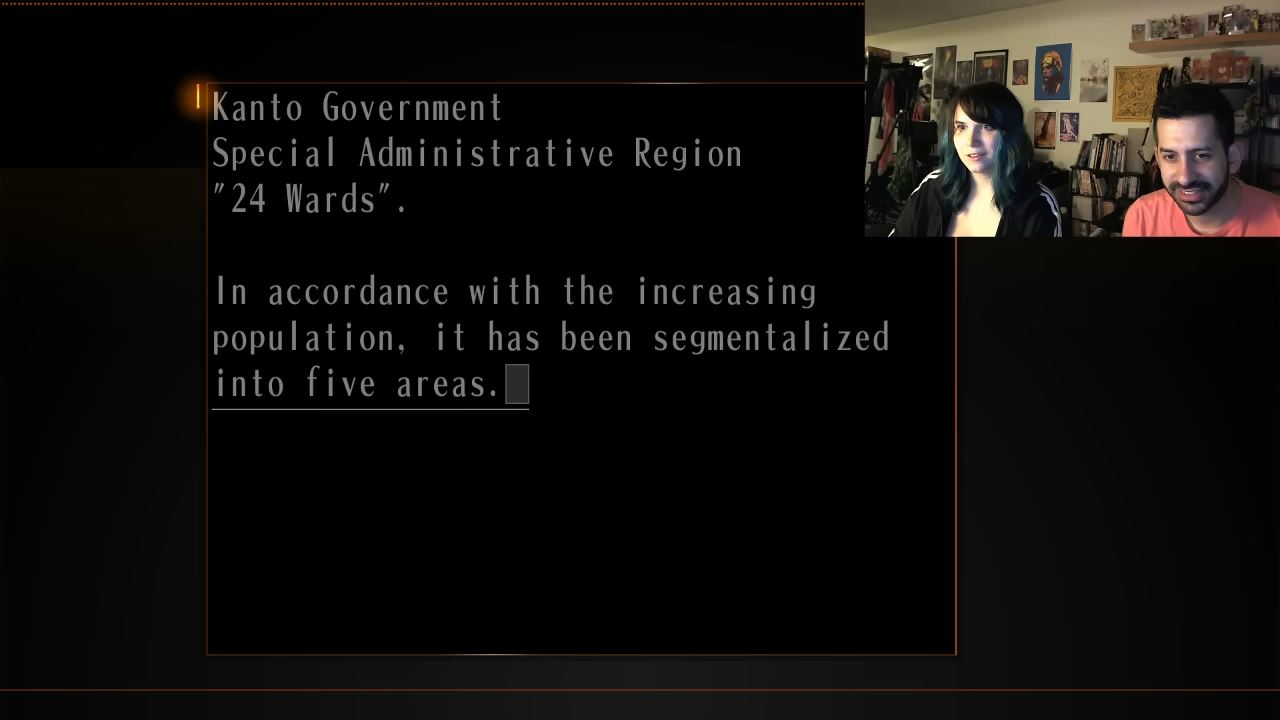 Kanto Government
Special Administrative Region
"24 Wards".
In accordance with the increasing
population, it has been segmentalized
into five areas.